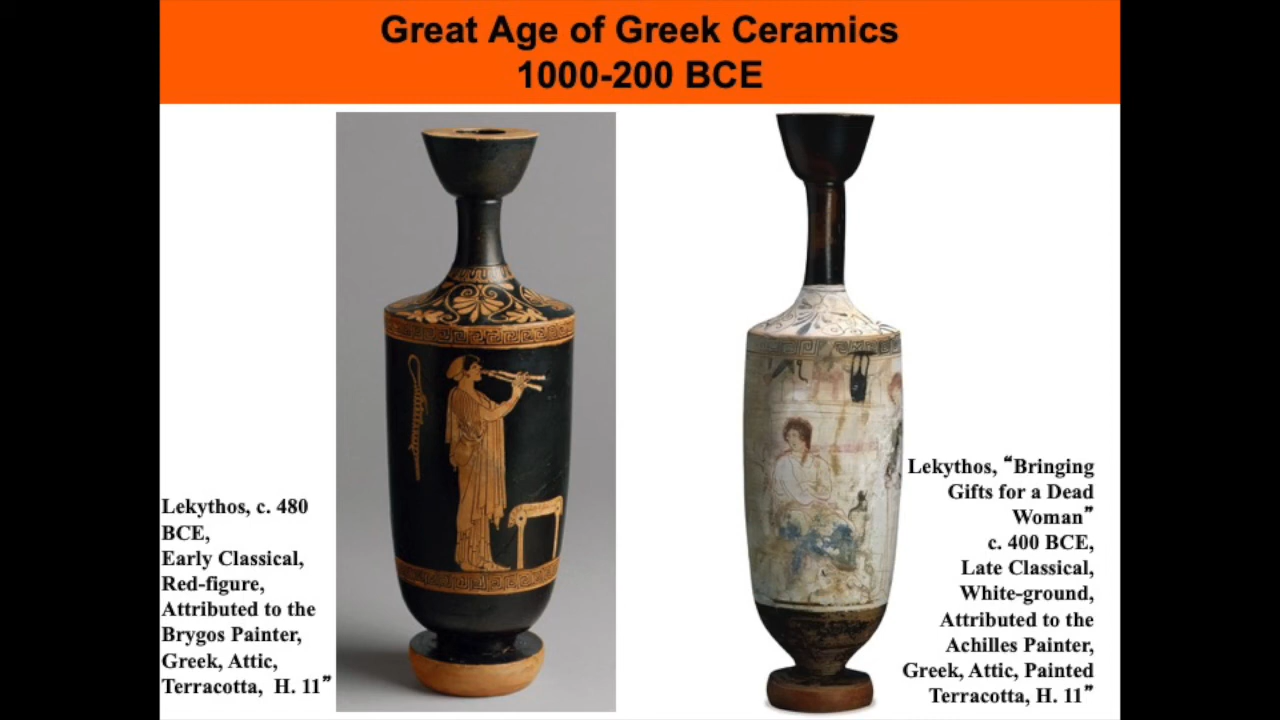 Great Age of Greek Ceramics
1000-200 BCE
Lekythos, c. 480
BCE,
Early Classical,
Red-figure,
Attributed to the
Brygos Painter,
Greek, Attic,
Terracotta,  H. 11”
Lekythos, “Bringing
Gifts for a Dead
Woman”
c. 400 BCE,
Late Classical,
White-ground,
Attributed to the
Achilles Painter,
Greek, Attic, Painted
Terracotta, H. 11”